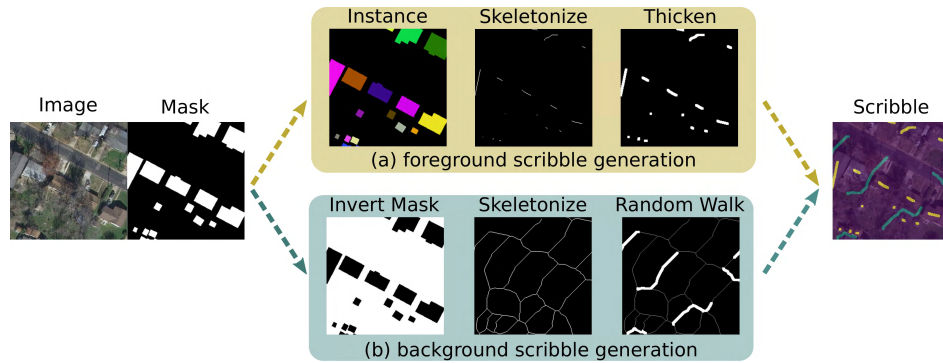 Image
Mask
Instance
Skeletonize
Thicken
(a) foreground scribble generation
Invert Mask
Skeletonize
Random Walk
(b) background scribble generation
Scribble